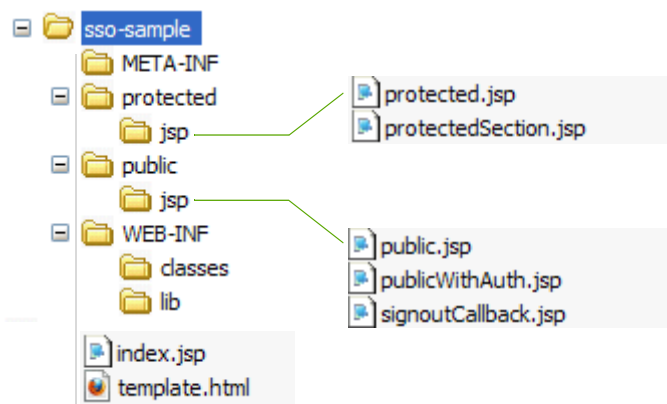 sso-sample
META-INF
protected
jsp
protected.jsp
protectedSection.jsp
public
jsp
public.jsp
publicWithAuth.jsp
signoutCallback.jsp
WEB-INF
classes
lib
index.jsp
template.html